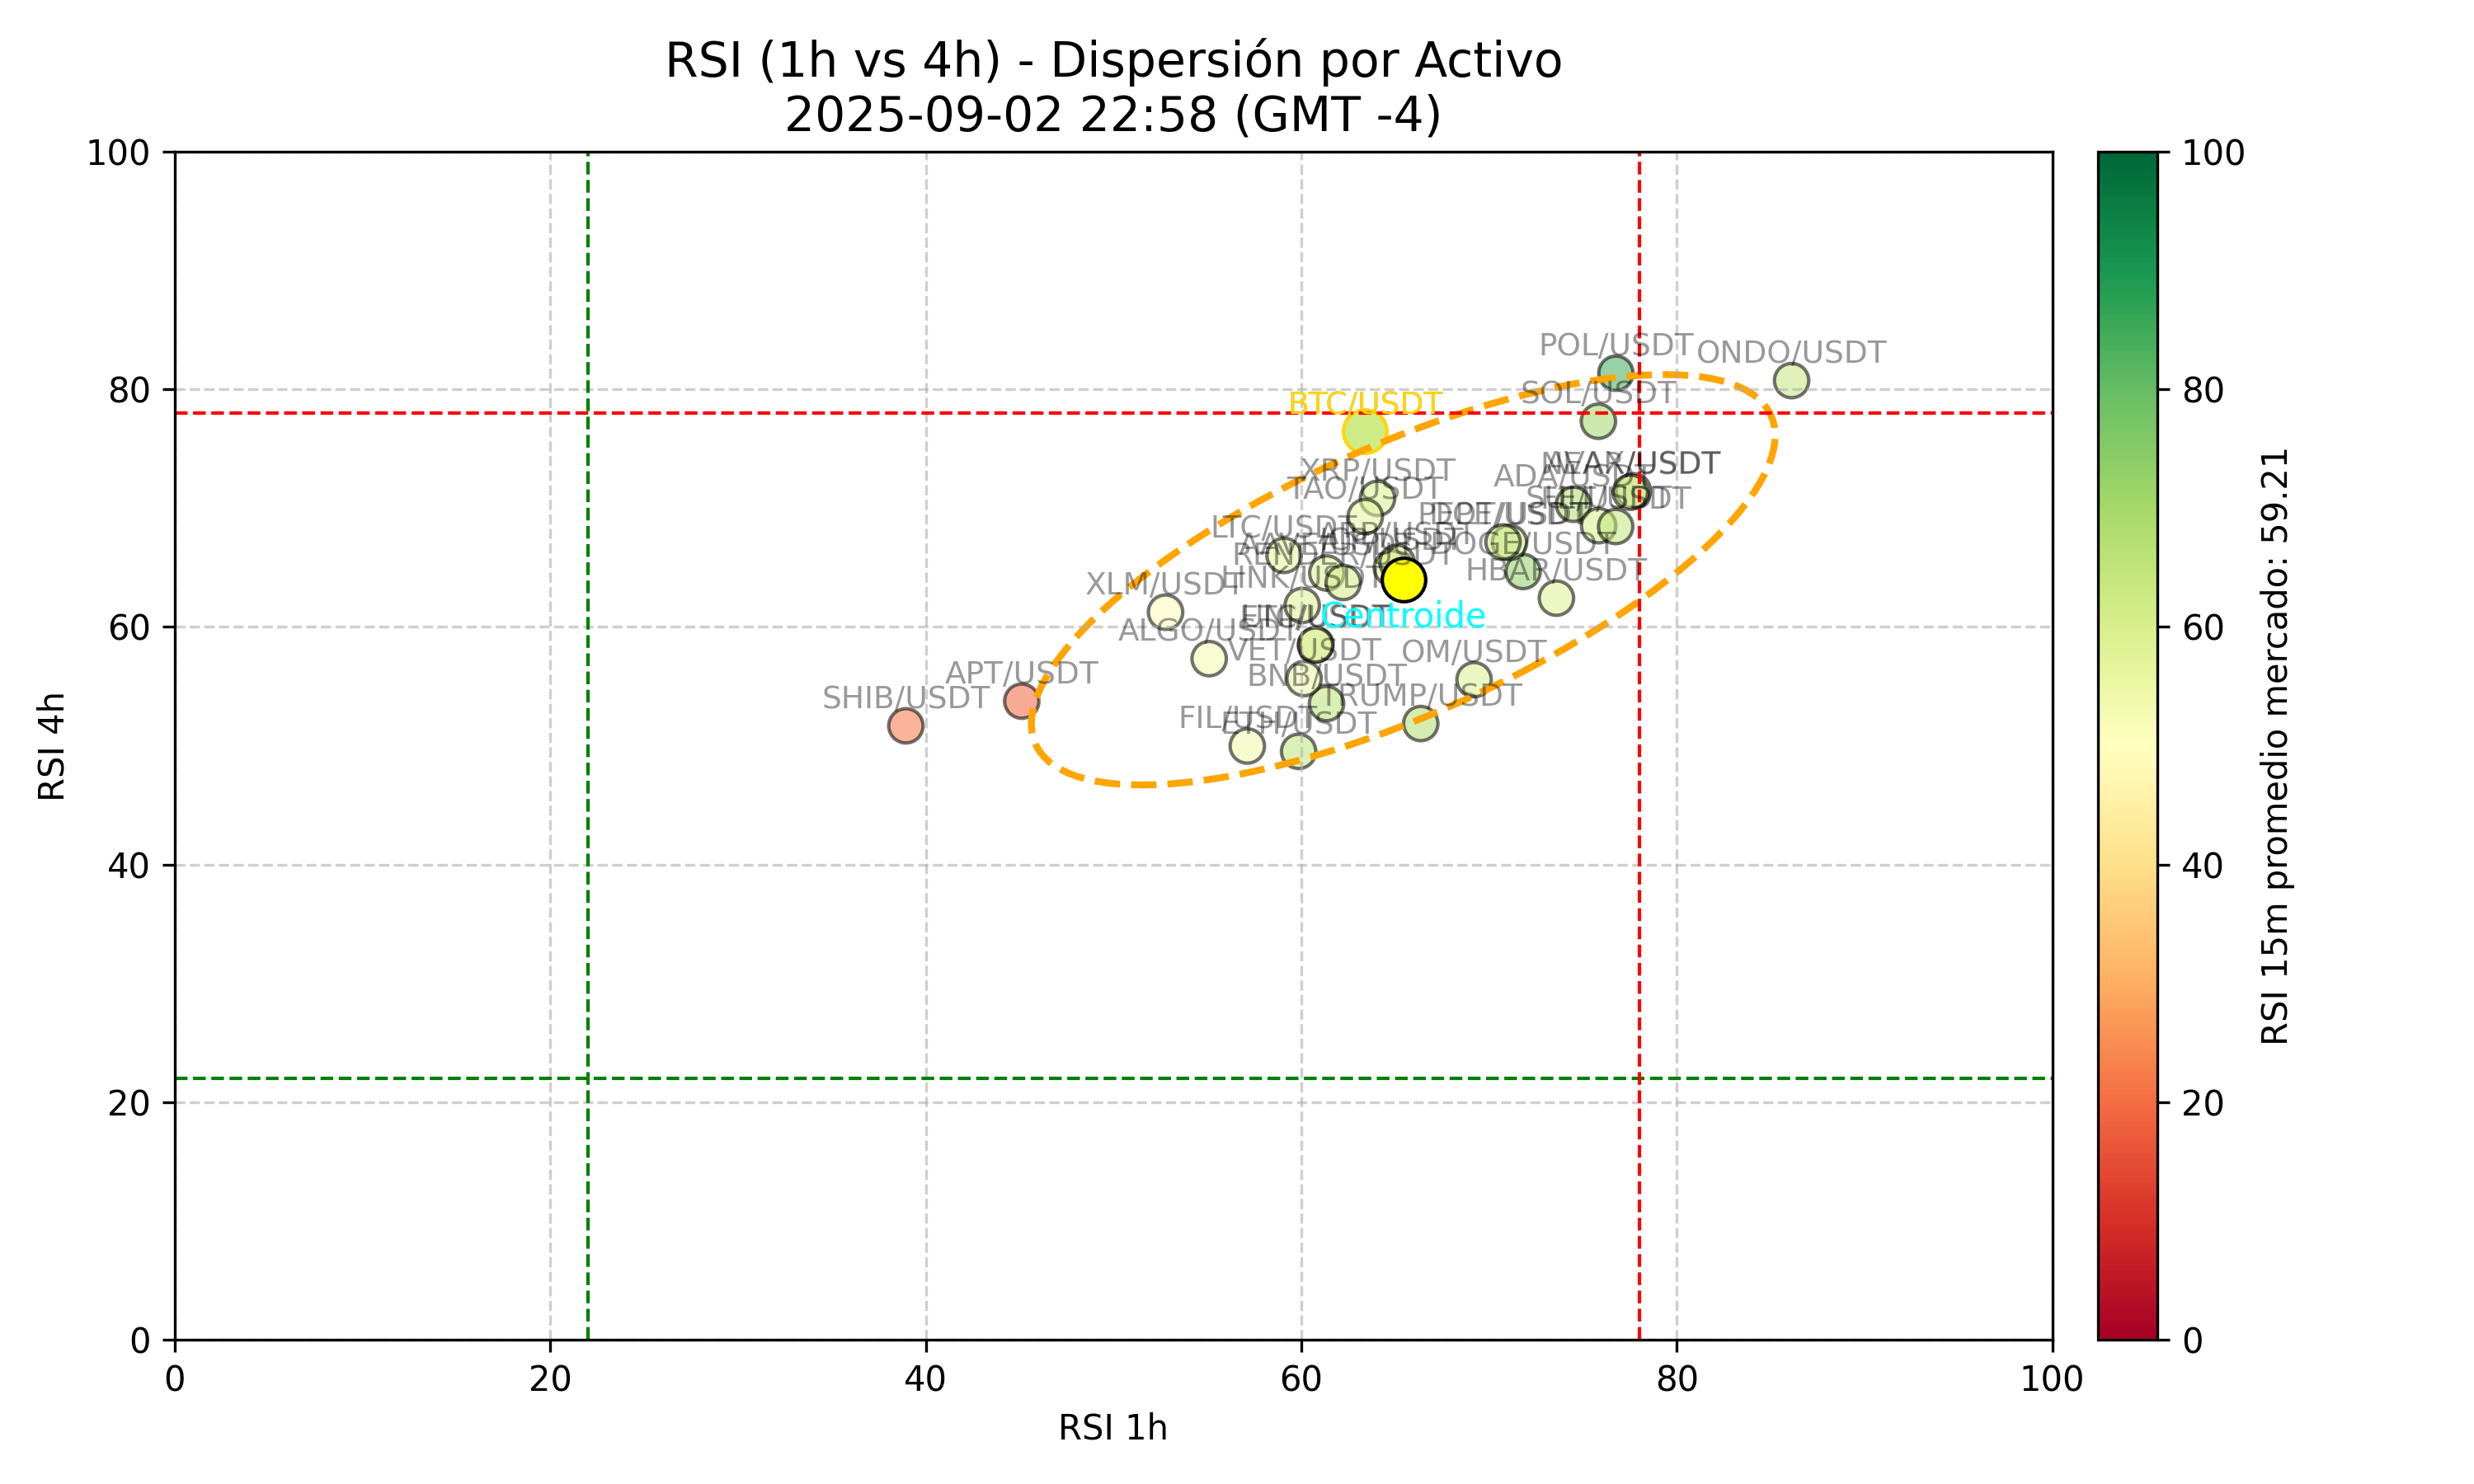 RSI (1h vs 4h) - Dispersión por Activo
2025-09-02 22:58 (GMT -4)
100
80
60
40
20
0
RSI 4h
0
20
40
60
80
100
RSI 1h
POL/USDT
ONDO/USDT
SOL/USDT
BTC/USDT
XRP/USDT
TAO/USDT
ADA/USDT
LTC/USDT
DOGE/USDT
HBAR/USDT
LINK/USDT
XLM/USDT
Centroide
ALGO/USDT
VET/USDT
OM/USDT
APT/USDT
BNB/USDT
SHIB/USDT
TRUMP/USDT
FIL/USDT
ETH/USDT
100
80
60
40
20
0
RSI 15m promedio mercado: 59.21